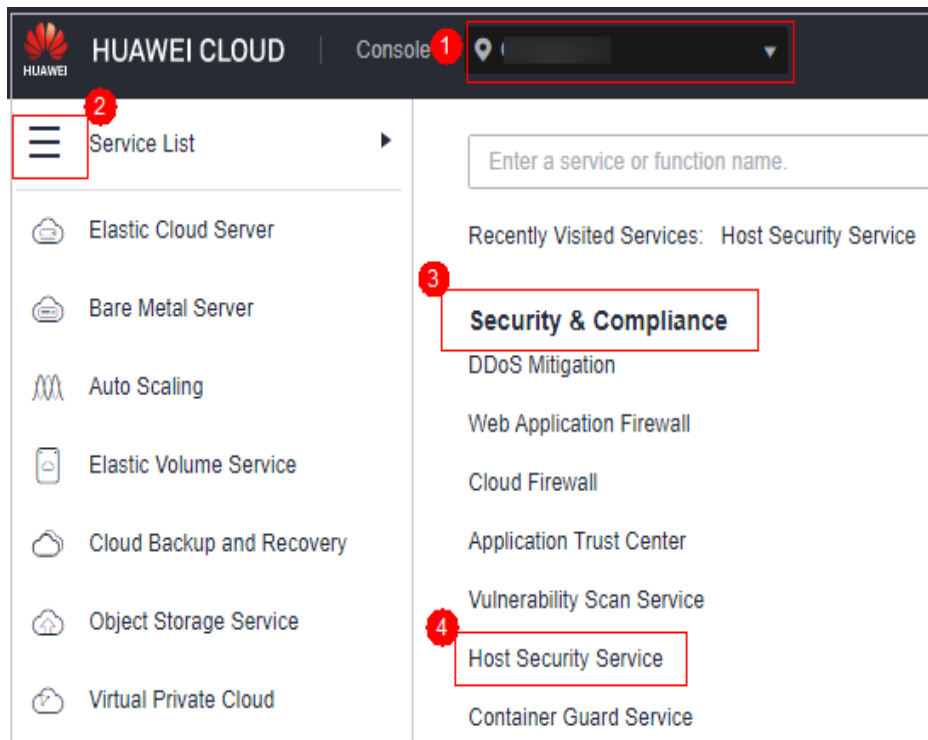 HUAWEI
HUAWEI CLOUD
Console
1
2
Service List
Elastic Cloud Server
Bare Metal Server
Auto Scaling
Elastic Volume Service
Cloud Backup and Recovery
Object Storage Service
Virtual Private Cloud
Enter a service or function name.
Recently Visited Services: Host Security Service
3
Security & Compliance
DDoS Mitigation
Web Application Firewall
Cloud Firewall
Application Trust Center
Vulnerability Scan Service
4
Host Security Service
Container Guard Service